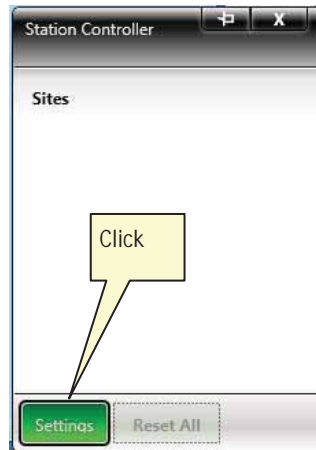 Station Controller
X
Sites
Click
Settings
Reset All